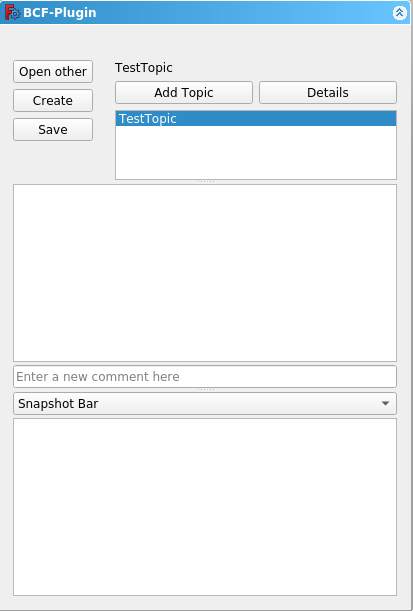 BCF-Plugin
Open other
Create
Save
TestTopic
Add Topic
Details
TestTopic
Enter a new comment here
Snapshot Bar